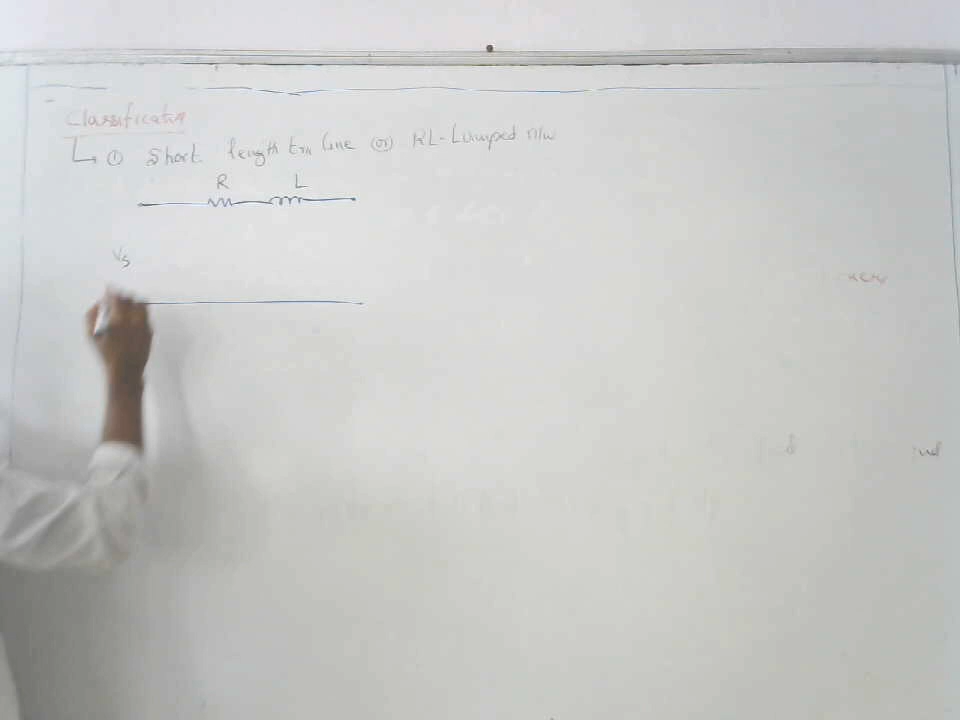 Classification
① Short length trn line (or) RL-Lumped n/w
R L
Vs